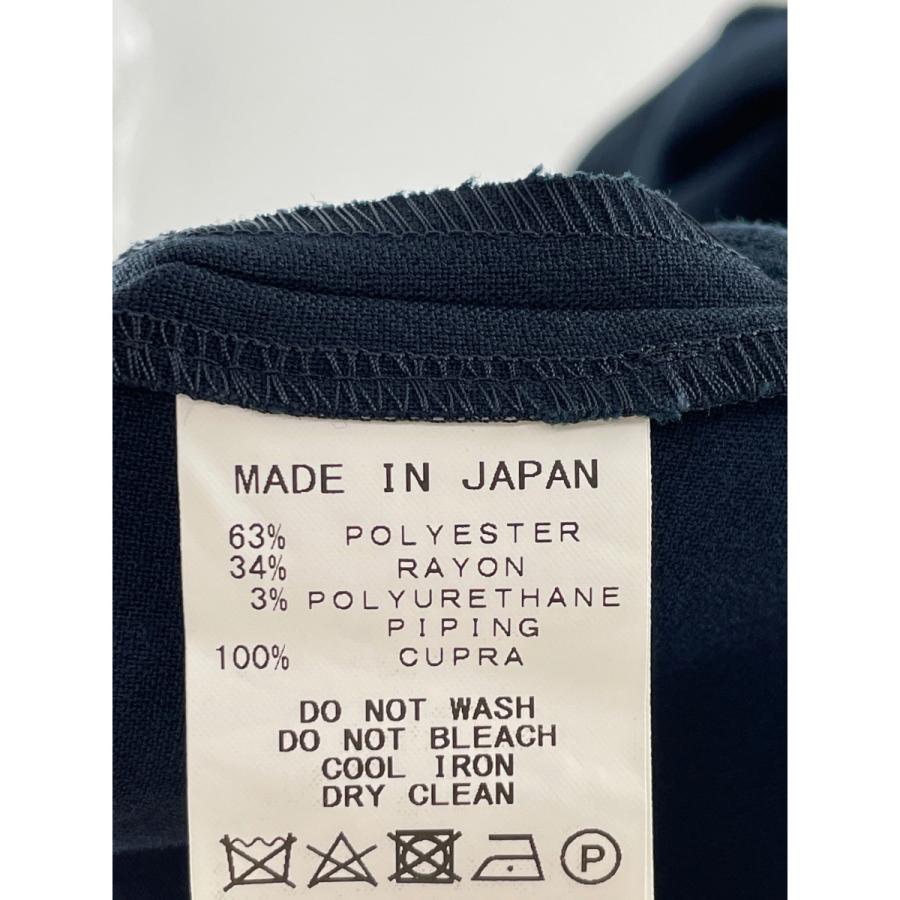 MADE IN JAPAN
63% POLYESTER
34% RAYON
3% POLYURETHANE
PIPING
100% CUPRA
DO NOT WASH
DO NOT BLEACH
COOL IRON
DRY CLEAN
P